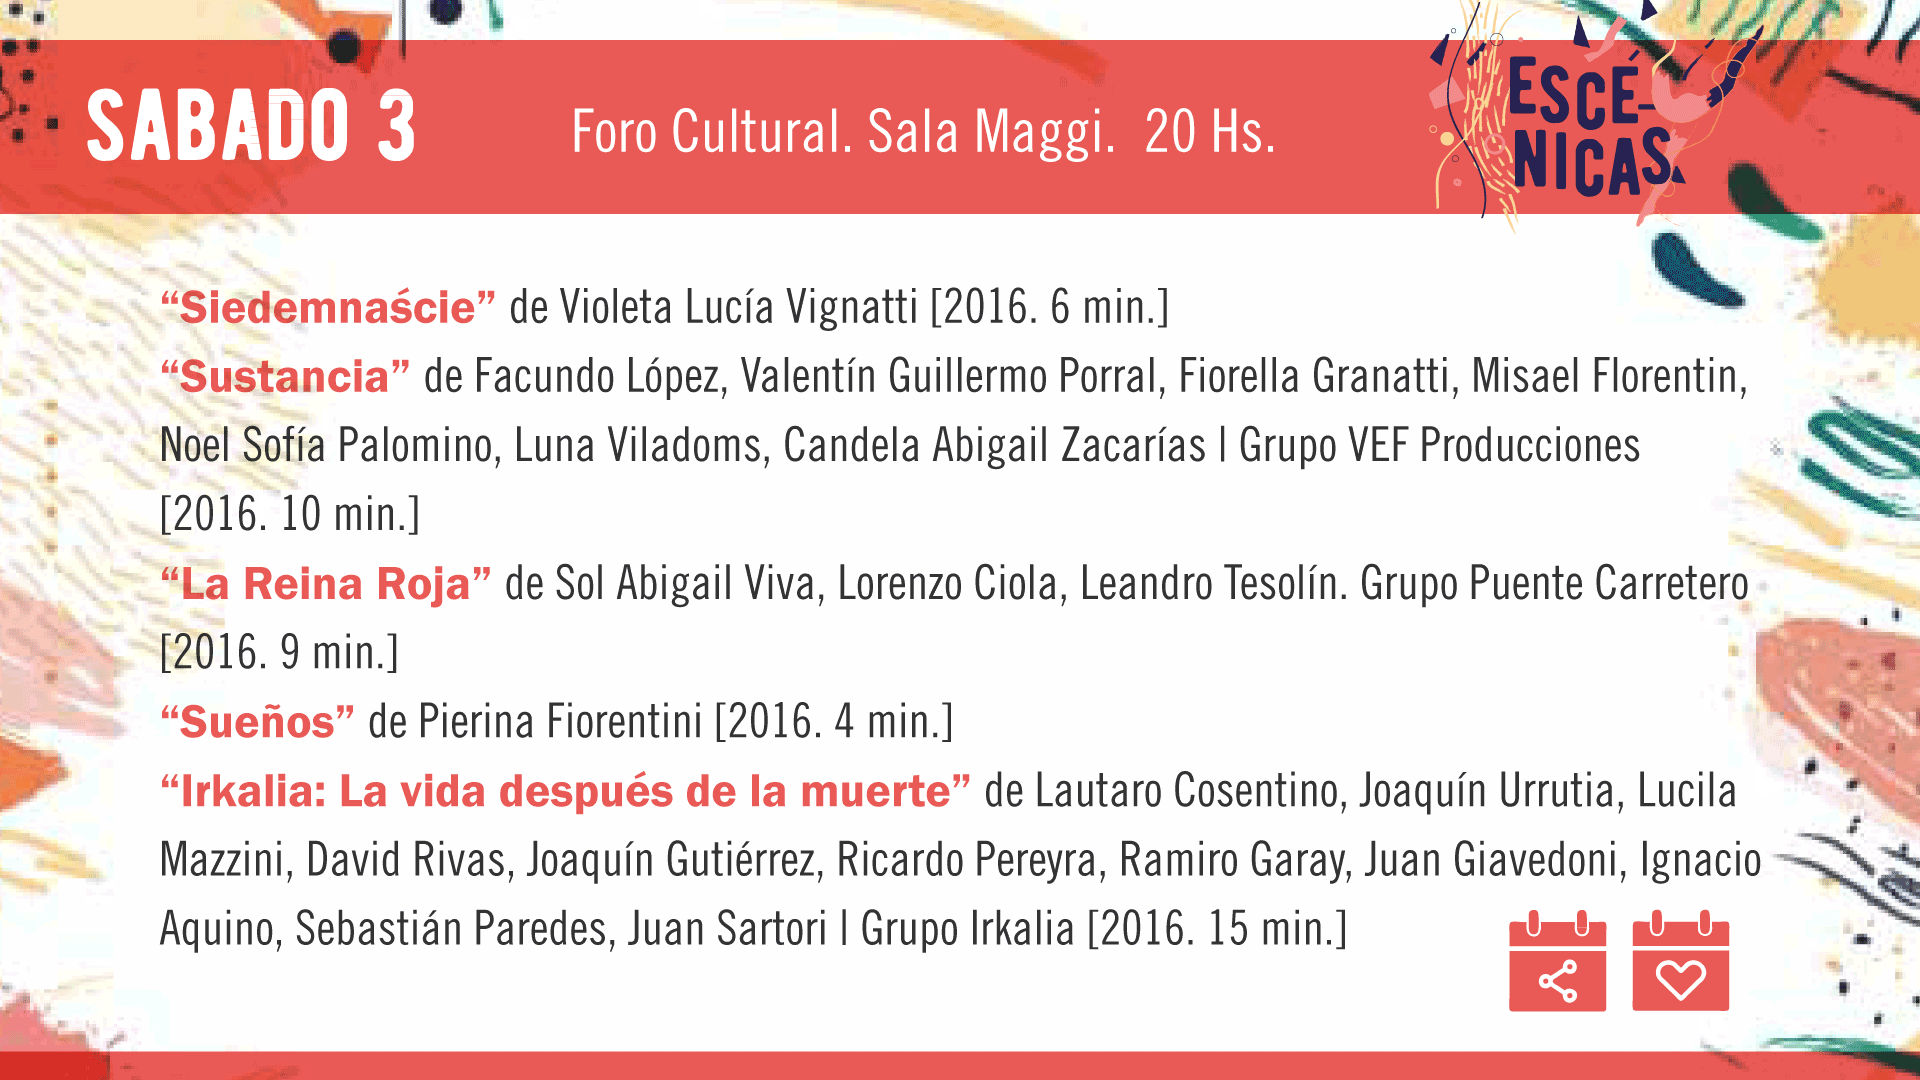 SABADO 3
Foro Cultural. Sala Maggi. 20 Hs.
ESCÉ-
NICAS
“Siedemnaście” de Violeta Lucía Vignatti [2016. 6 min.]
“Sustancia” de Facundo López, Valentín Guillermo Porral, Fiorella Granatti, Misael Florentin,
Noel Sofía Palomino, Luna Viladoms, Candela Abigail Zacarías | Grupo VEF Producciones
[2016. 10 min.]
“La Reina Roja” de Sol Abigail Viva, Lorenzo Ciola, Leandro Tesolín. Grupo Puente Carretero
[2016. 9 min.]
“Sueños” de Pierina Fiorentini [2016. 4 min.]
“Irkalia: La vida después de la muerte” de Lautaro Cosentino, Joaquín Urrutia, Lucila
Mazzini, David Rivas, Joaquín Gutiérrez, Ricardo Pereyra, Ramiro Garay, Juan Giavedoni, Ignacio
Aquino, Sebastián Paredes, Juan Sartori | Grupo Irkalia [2016. 15 min.]